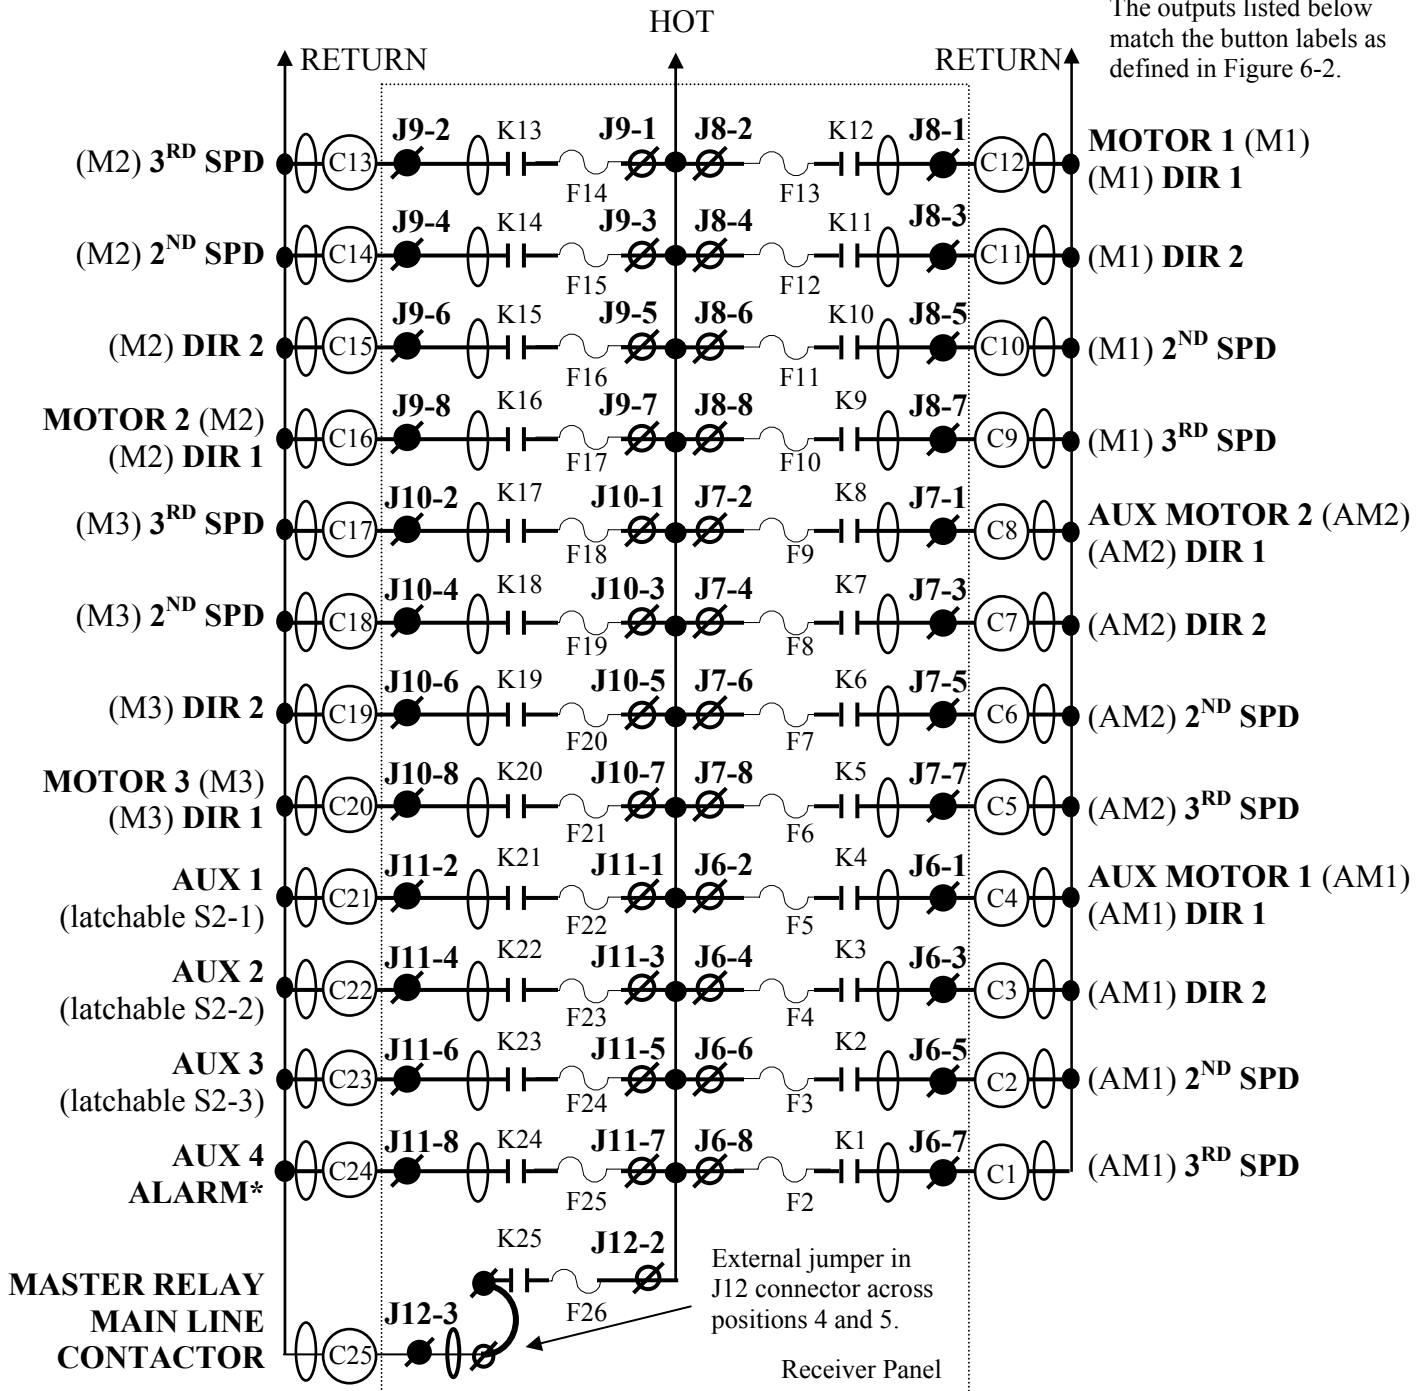 The outputs listed below
match the button labels as
defined in Figure 6-2.
HOT
RETURN
RETURN
(M2) 3RD SPD C13 J9-2 K13 F14 J9-1 J8-2 F13 K12 J8-1 C12 MOTOR 1 (M1)
(M1) DIR 1
(M2) 2ND SPD C14 J9-4 K14 F15 J9-3 J8-4 F12 K11 J8-3 C11 (M1) DIR 2
(M2) DIR 2 C15 J9-6 K15 F16 J9-5 J8-6 F11 K10 J8-5 C10 (M1) 2ND SPD
MOTOR 2 (M2)
(M2) DIR 1 C16 J9-8 K16 F17 J9-7 J8-8 F10 K9 J8-7 C9 (M1) 3RD SPD
(M3) 3RD SPD C17 J10-2 K17 F18 J10-1 J7-2 F9 K8 J7-1 C8 AUX MOTOR 2 (AM2)
(AM2) DIR 1
(M3) 2ND SPD C18 J10-4 K18 F19 J10-3 J7-4 F8 K7 J7-3 C7 (AM2) DIR 2
(M3) DIR 2 C19 J10-6 K19 F20 J10-5 J7-6 F7 K6 J7-5 C6 (AM2) 2ND SPD
MOTOR 3 (M3)
(M3) DIR 1 C20 J10-8 K20 F21 J10-7 J7-8 F6 K5 J7-7 C5 (AM2) 3RD SPD
AUX 1
(latchable S2-1) C21 J11-2 K21 F22 J11-1 J6-2 F5 K4 J6-1 C4 AUX MOTOR 1 (AM1)
(AM1) DIR 1
AUX 2
(latchable S2-2) C22 J11-4 K22 F23 J11-3 J6-4 F4 K3 J6-3 C3 (AM1) DIR 2
AUX 3
(latchable S2-3) C23 J11-6 K23 F24 J11-5 J6-6 F3 K2 J6-5 C2 (AM1) 2ND SPD
AUX 4
ALARM* C24 J11-8 K24 F25 J11-7 J6-8 F2 K1 J6-7 C1 (AM1) 3RD SPD
K25 F26 J12-2
MASTER RELAY
MAIN LINE
CONTACTOR C25 J12-3
External jumper in
J12 connector across
positions 4 and 5.
Receiver Panel